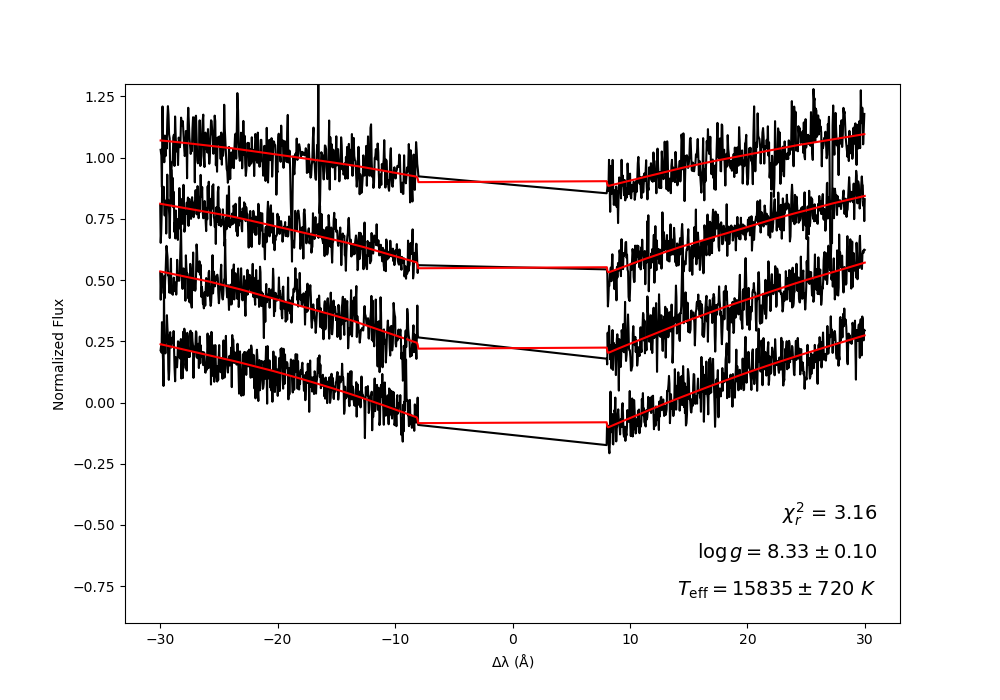 1.25
1.00
0.75
0.50
0.25
0.00
−0.25
−0.50
−0.75
Normalized Flux
χ²ᵣ = 3.16
log g = 8.33 ± 0.10
T_eff = 15835 ± 720 K
−30 −20 −10 0 10 20 30
Δλ (Å)